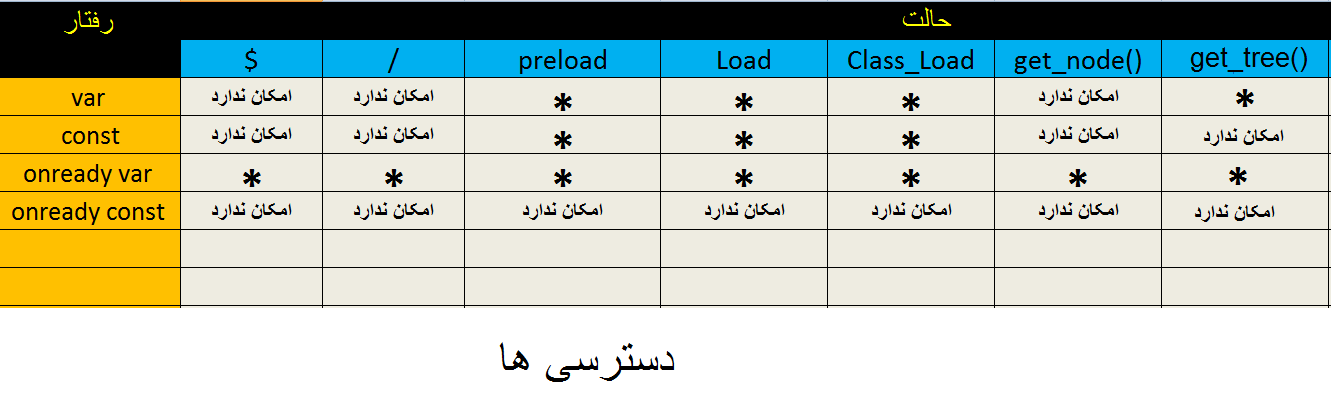 رفتار حالت
$ / preload Load Class_Load get_node() get_tree()
var امکان ندارد امکان ندارد * * * امکان ندارد *
const امکان ندارد امکان ندارد * * * امکان ندارد امکان ندارد
onready var * * * * * * *
onready const امکان ندارد امکان ندارد امکان ندارد امکان ندارد امکان ندارد امکان ندارد امکان ندارد
دسترسی ها